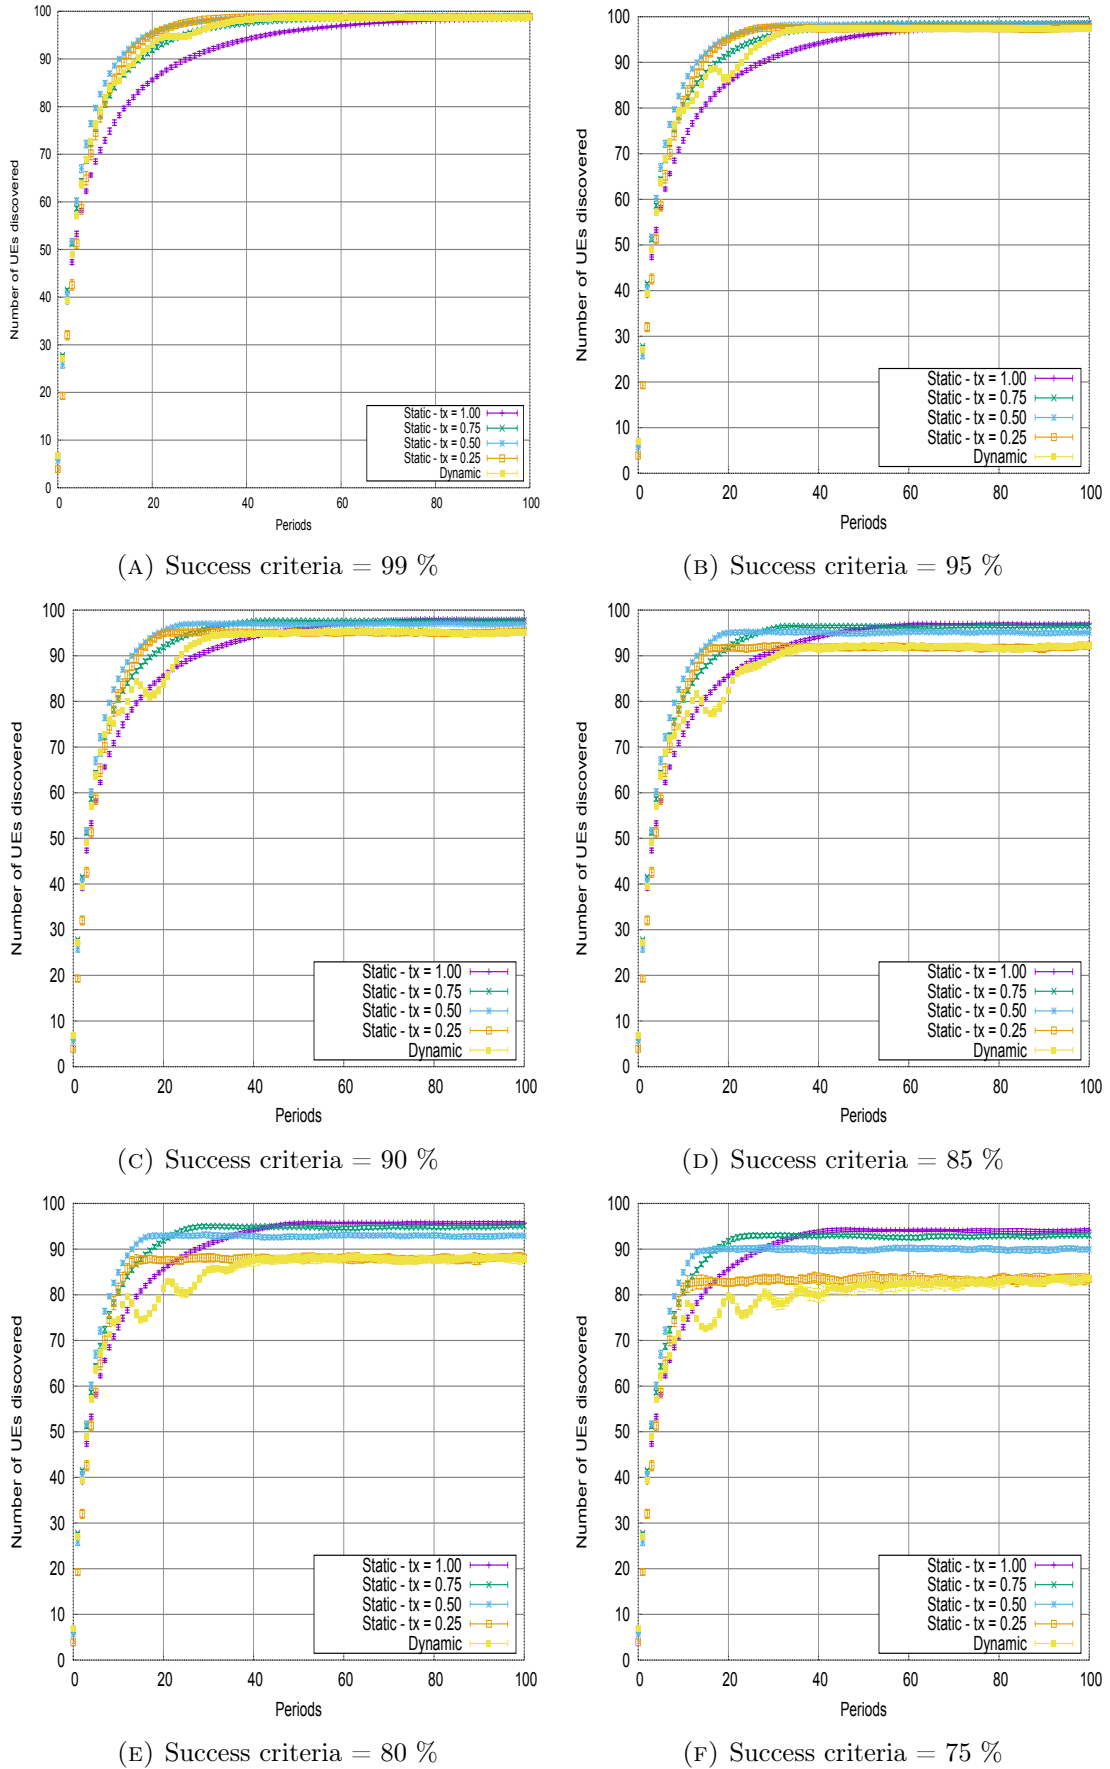 100
90
80
70
60
50
40
30
20
10
0
Number of UEs discovered
Static - tx = 1.00
Static - tx = 0.75
Static - tx = 0.50
Static - tx = 0.25
Dynamic
0 20 40 60 80 100
Periods
(A) Success criteria = 99 %
100
90
80
70
60
50
40
30
20
10
0
Number of UEs discovered
Static - tx = 1.00
Static - tx = 0.75
Static - tx = 0.50
Static - tx = 0.25
Dynamic
0 20 40 60 80 100
Periods
(B) Success criteria = 95 %
100
90
80
70
60
50
40
30
20
10
0
Number of UEs discovered
Static - tx = 1.00
Static - tx = 0.75
Static - tx = 0.50
Static - tx = 0.25
Dynamic
0 20 40 60 80 100
Periods
(C) Success criteria = 90 %
100
90
80
70
60
50
40
30
20
10
0
Number of UEs discovered
Static - tx = 1.00
Static - tx = 0.75
Static - tx = 0.50
Static - tx = 0.25
Dynamic
0 20 40 60 80 100
Periods
(D) Success criteria = 85 %
100
90
80
70
60
50
40
30
20
10
0
Number of UEs discovered
Static - tx = 1.00
Static - tx = 0.75
Static - tx = 0.50
Static - tx = 0.25
Dynamic
0 20 40 60 80 100
Periods
(E) Success criteria = 80 %
100
90
80
70
60
50
40
30
20
10
0
Number of UEs discovered
Static - tx = 1.00
Static - tx = 0.75
Static - tx = 0.50
Static - tx = 0.25
Dynamic
0 20 40 60 80 100
Periods
(F) Success criteria = 75 %